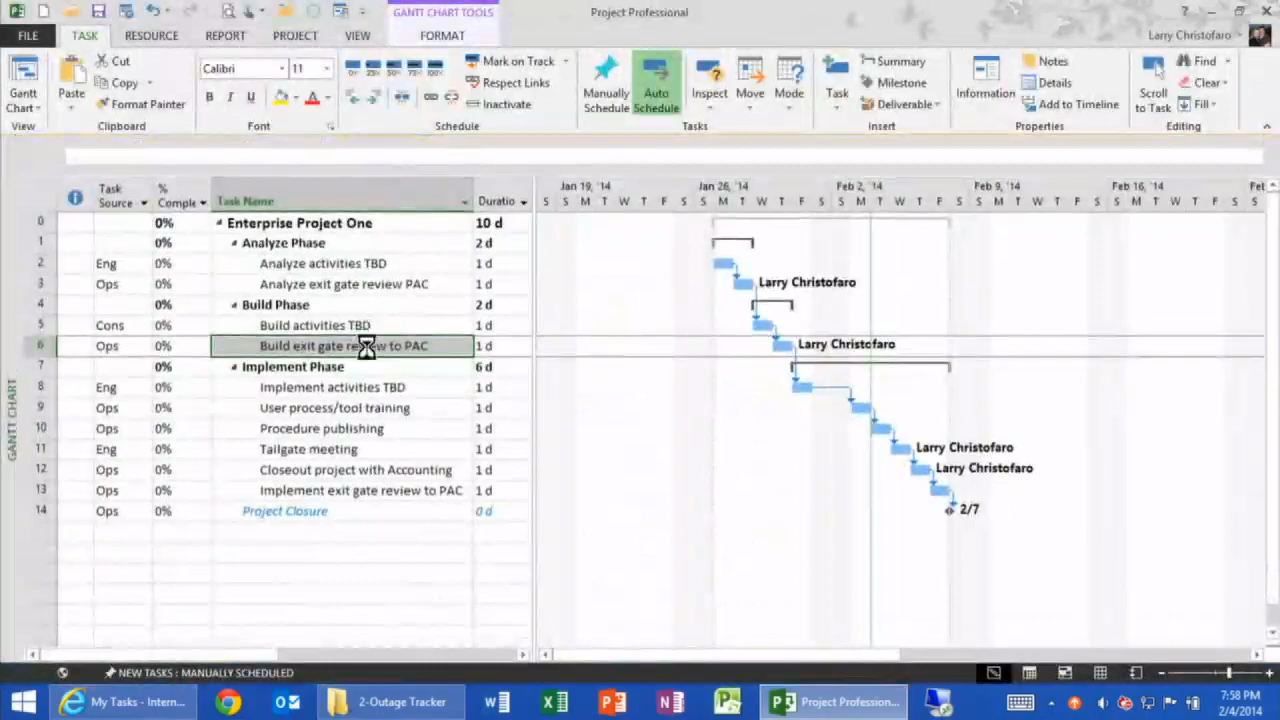 GANTT CHART TOOLS
Project Professional
FILE TASK RESOURCE REPORT PROJECT VIEW FORMAT
Larry Christofaro
Gantt Chart
View
Paste
Cut
Copy
Format Painter
Clipboard
Calibri 11
B I U A
Font
0% 25% 50% 75% 100%
Mark on Track
Respect Links
Inactivate
Schedule
Manually Schedule
Auto Schedule
Inspect
Move
Mode
Tasks
Task
Summary
Milestone
Deliverable
Insert
Information
Notes
Details
Add to Timeline
Properties
Scroll to Task
Find
Clear
Fill
Editing
Task Source % Comple Task Name Duratio
Jan 19, '14 Jan 26, '14 Feb 2, '14 Feb 9, '14 Feb 16, '14 Fel
S S M T W T F S S M T W T F S S M T W T F S S M T W T F S S M T W T F S S
0 0% Enterprise Project One 10 d
1 0% Analyze Phase 2 d
2 Eng 0% Analyze activities TBD 1 d
3 Ops 0% Analyze exit gate review PAC 1 d Larry Christofaro
4 0% Build Phase 2 d
5 Cons 0% Build activities TBD 1 d
6 Ops 0% Build exit gate review to PAC 1 d Larry Christofaro
7 0% Implement Phase 6 d
8 Eng 0% Implement activities TBD 1 d
9 Ops 0% User process/tool training 1 d
10 Ops 0% Procedure publishing 1 d
11 Eng 0% Tailgate meeting 1 d Larry Christofaro
12 Ops 0% Closeout project with Accounting 1 d Larry Christofaro
13 Ops 0% Implement exit gate review to PAC 1 d
14 Ops 0% Project Closure 0 d 2/7
GANTT CHART
NEW TASKS : MANUALLY SCHEDULED
My Tasks - Intern...
2-Outage Tracker
Project Profession...
7:58 PM
2/4/2014